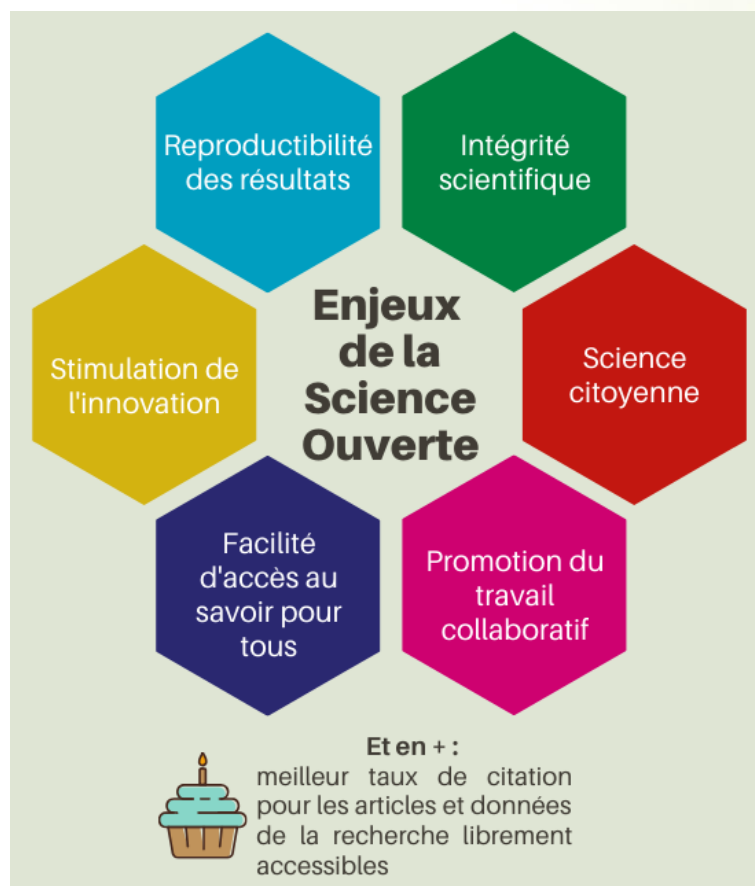 Reproductibilité
des résultats
Intégrité
scientifique
Enjeux
de la
Science
Ouverte
Stimulation de
l'innovation
Science
citoyenne
Facilité
d'accès au
savoir pour
tous
Promotion du
travail
collaboratif
Et en + :
meilleur taux de citation
pour les articles et données
de la recherche librement
accessibles